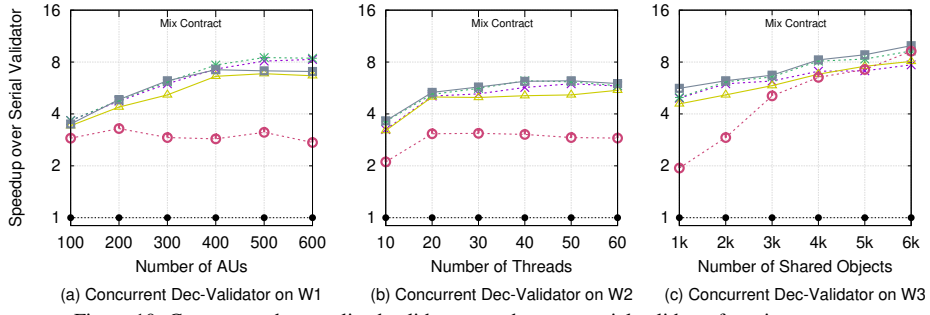 Speedup over Serial Validator
16
8
4
2
1
Mix Contract
100 200 300 400 500 600
Number of AUs
(a) Concurrent Dec-Validator on W1
16
8
4
2
1
Mix Contract
10 20 30 40 50 60
Number of Threads
(b) Concurrent Dec-Validator on W2
16
8
4
2
1
Mix Contract
1k 2k 3k 4k 5k 6k
Number of Shared Objects
(c) Concurrent Dec-Validator on W3